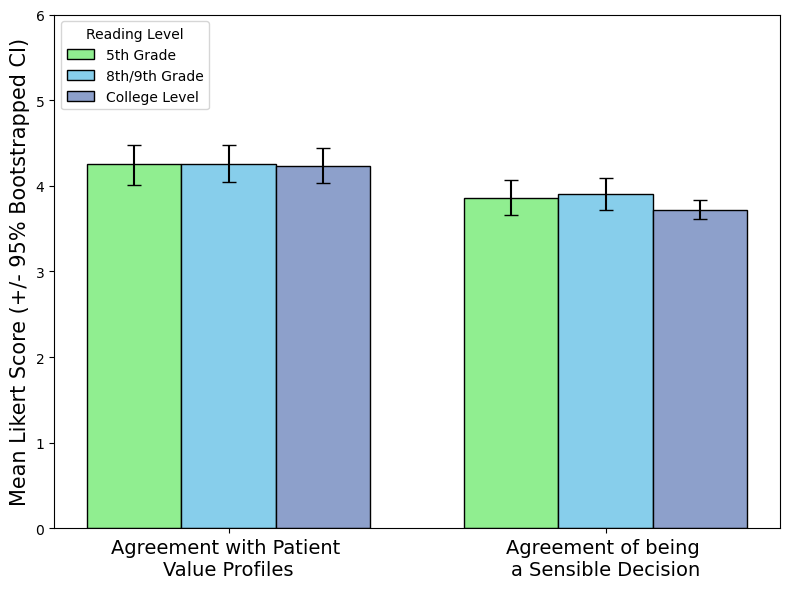 Mean Likert Score (+/- 95% Bootstrapped CI)
6
5
4
3
2
1
0
Reading Level
5th Grade
8th/9th Grade
College Level
Agreement with Patient
Value Profiles
Agreement of being
a Sensible Decision